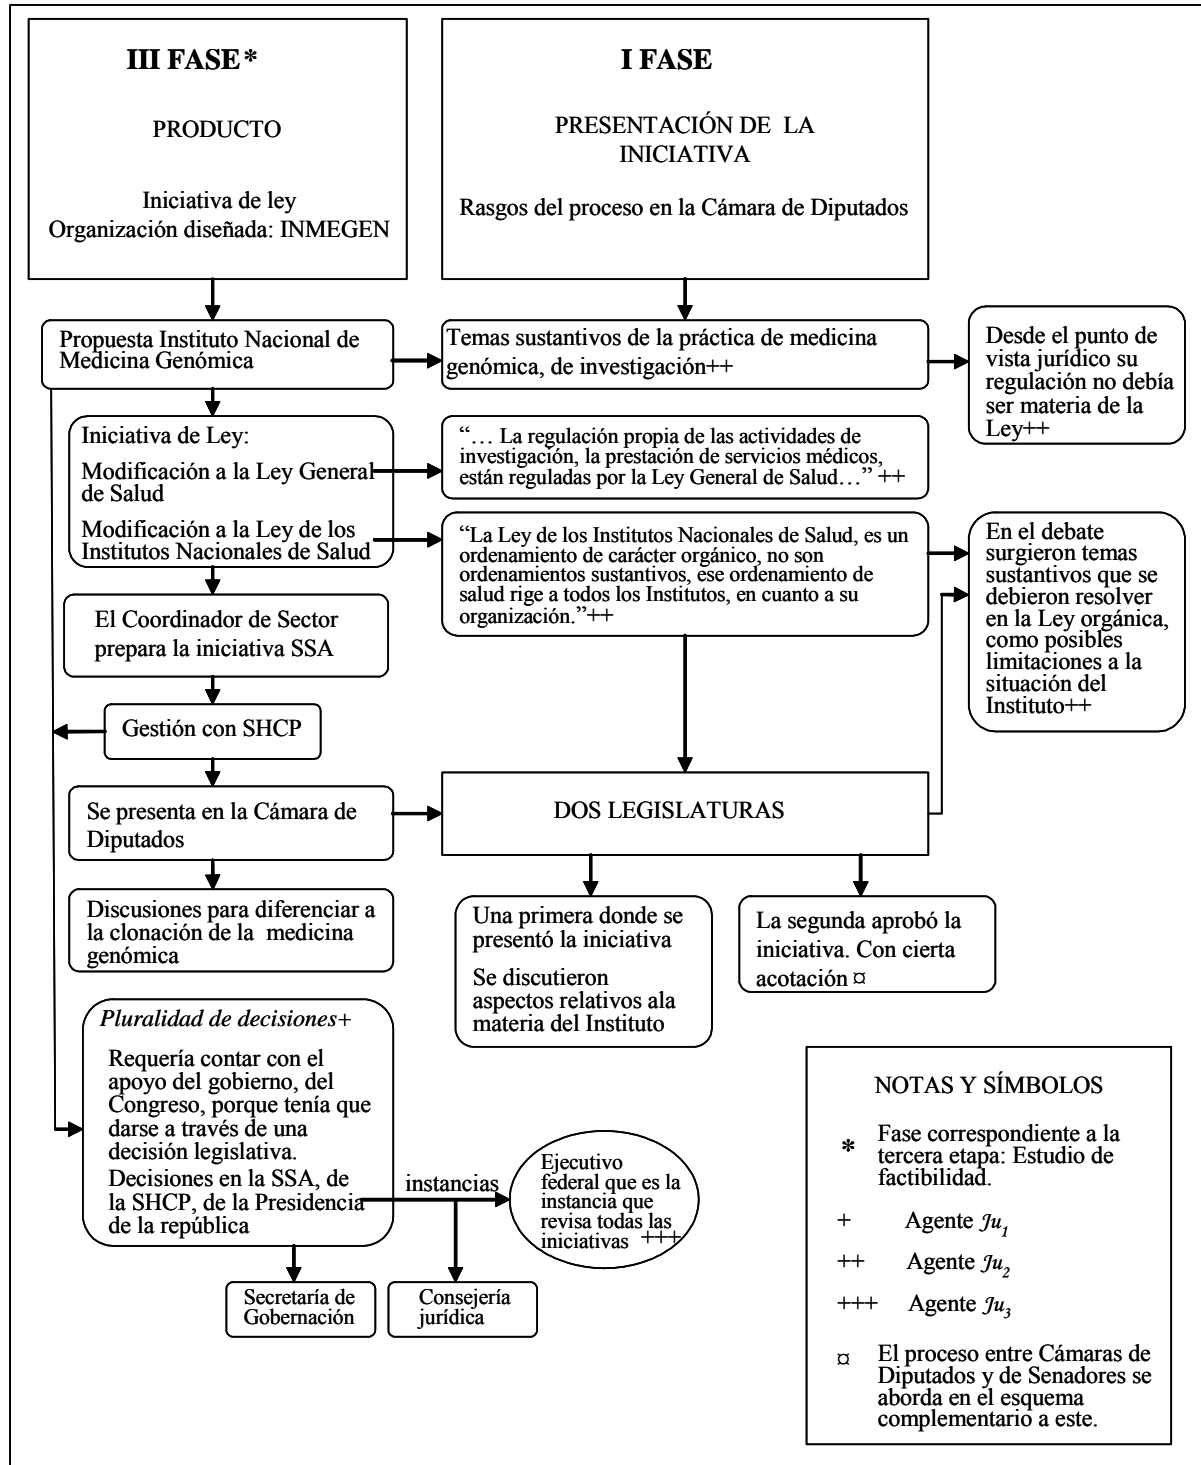 III FASE*
PRODUCTO
Iniciativa de ley
Organización diseñada: INMEGEN
I FASE
PRESENTACIÓN DE LA
INICIATIVA
Rasgos del proceso en la Cámara de Diputados
Propuesta Instituto Nacional de
Medicina Genómica
Temas sustantivos de la práctica de medicina
genómica, de investigación++
Desde el punto de
vista jurídico su
regulación no debía
ser materia de la
Ley++
Iniciativa de Ley:
Modificación a la Ley General
de Salud
Modificación a la Ley de los
Institutos Nacionales de Salud
“… La regulación propia de las actividades de
investigación, la prestación de servicios médicos,
están reguladas por la Ley General de Salud…” ++
“La Ley de los Institutos Nacionales de Salud, es un
ordenamiento de carácter orgánico, no son
ordenamientos sustantivos, ese ordenamiento de
salud rige a todos los Institutos, en cuanto a su
organización.”++
En el debate
surgieron temas
sustantivos que se
debieron resolver
en la Ley orgánica,
como posibles
limitaciones a la
situación del
Instituto++
El Coordinador de Sector
prepara la iniciativa SSA
Gestión con SHCP
Se presenta en la Cámara de
Diputados
DOS LEGISLATURAS
Discusiones para diferenciar a
la clonación de la medicina
genómica
Una primera donde se
presentó la iniciativa
Se discutieron
aspectos relativos ala
materia del Instituto
La segunda aprobó la
iniciativa. Con cierta
acotación ¤
Pluralidad de decisiones+
Requería contar con el
apoyo del gobierno, del
Congreso, porque tenía que
darse a través de una
decisión legislativa.
Decisiones en la SSA, de
la SHCP, de la Presidencia
de la república
instancias
Ejecutivo
federal que es la
instancia que
revisa todas las
iniciativas +++
Secretaría de
Gobernación
Consejería
jurídica
NOTAS Y SÍMBOLOS
* Fase correspondiente a la
tercera etapa: Estudio de
factibilidad.
+ Agente Ju1
++ Agente Ju2
+++ Agente Ju3
¤ El proceso entre Cámaras de
Diputados y de Senadores se
aborda en el esquema
complementario a este.